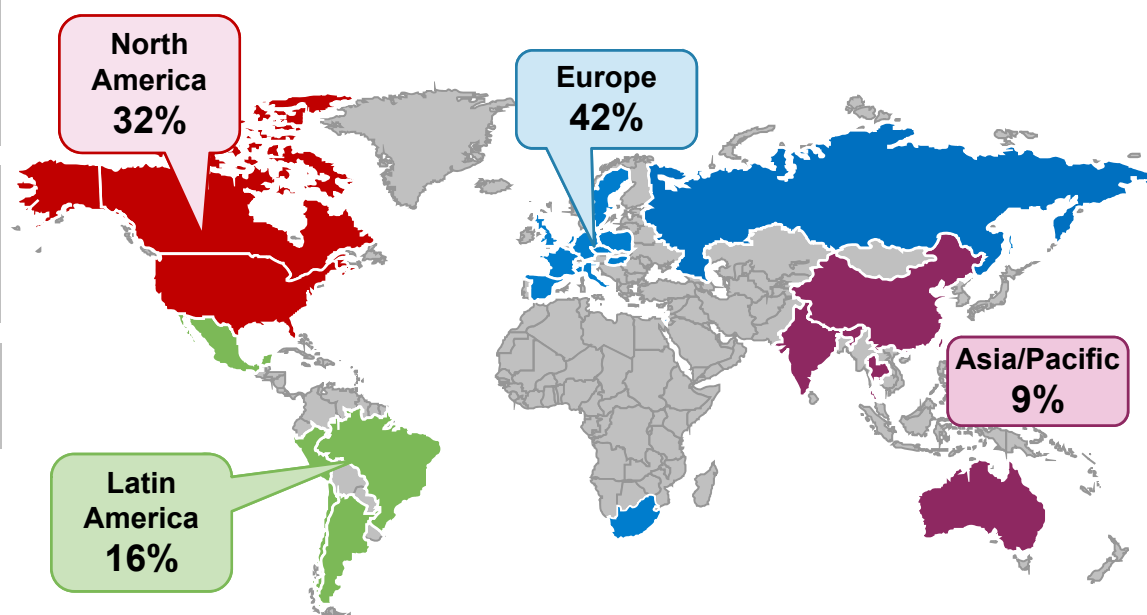 North
America
32%
Europe
42%
Asia/Pacific
9%
Latin
America
16%